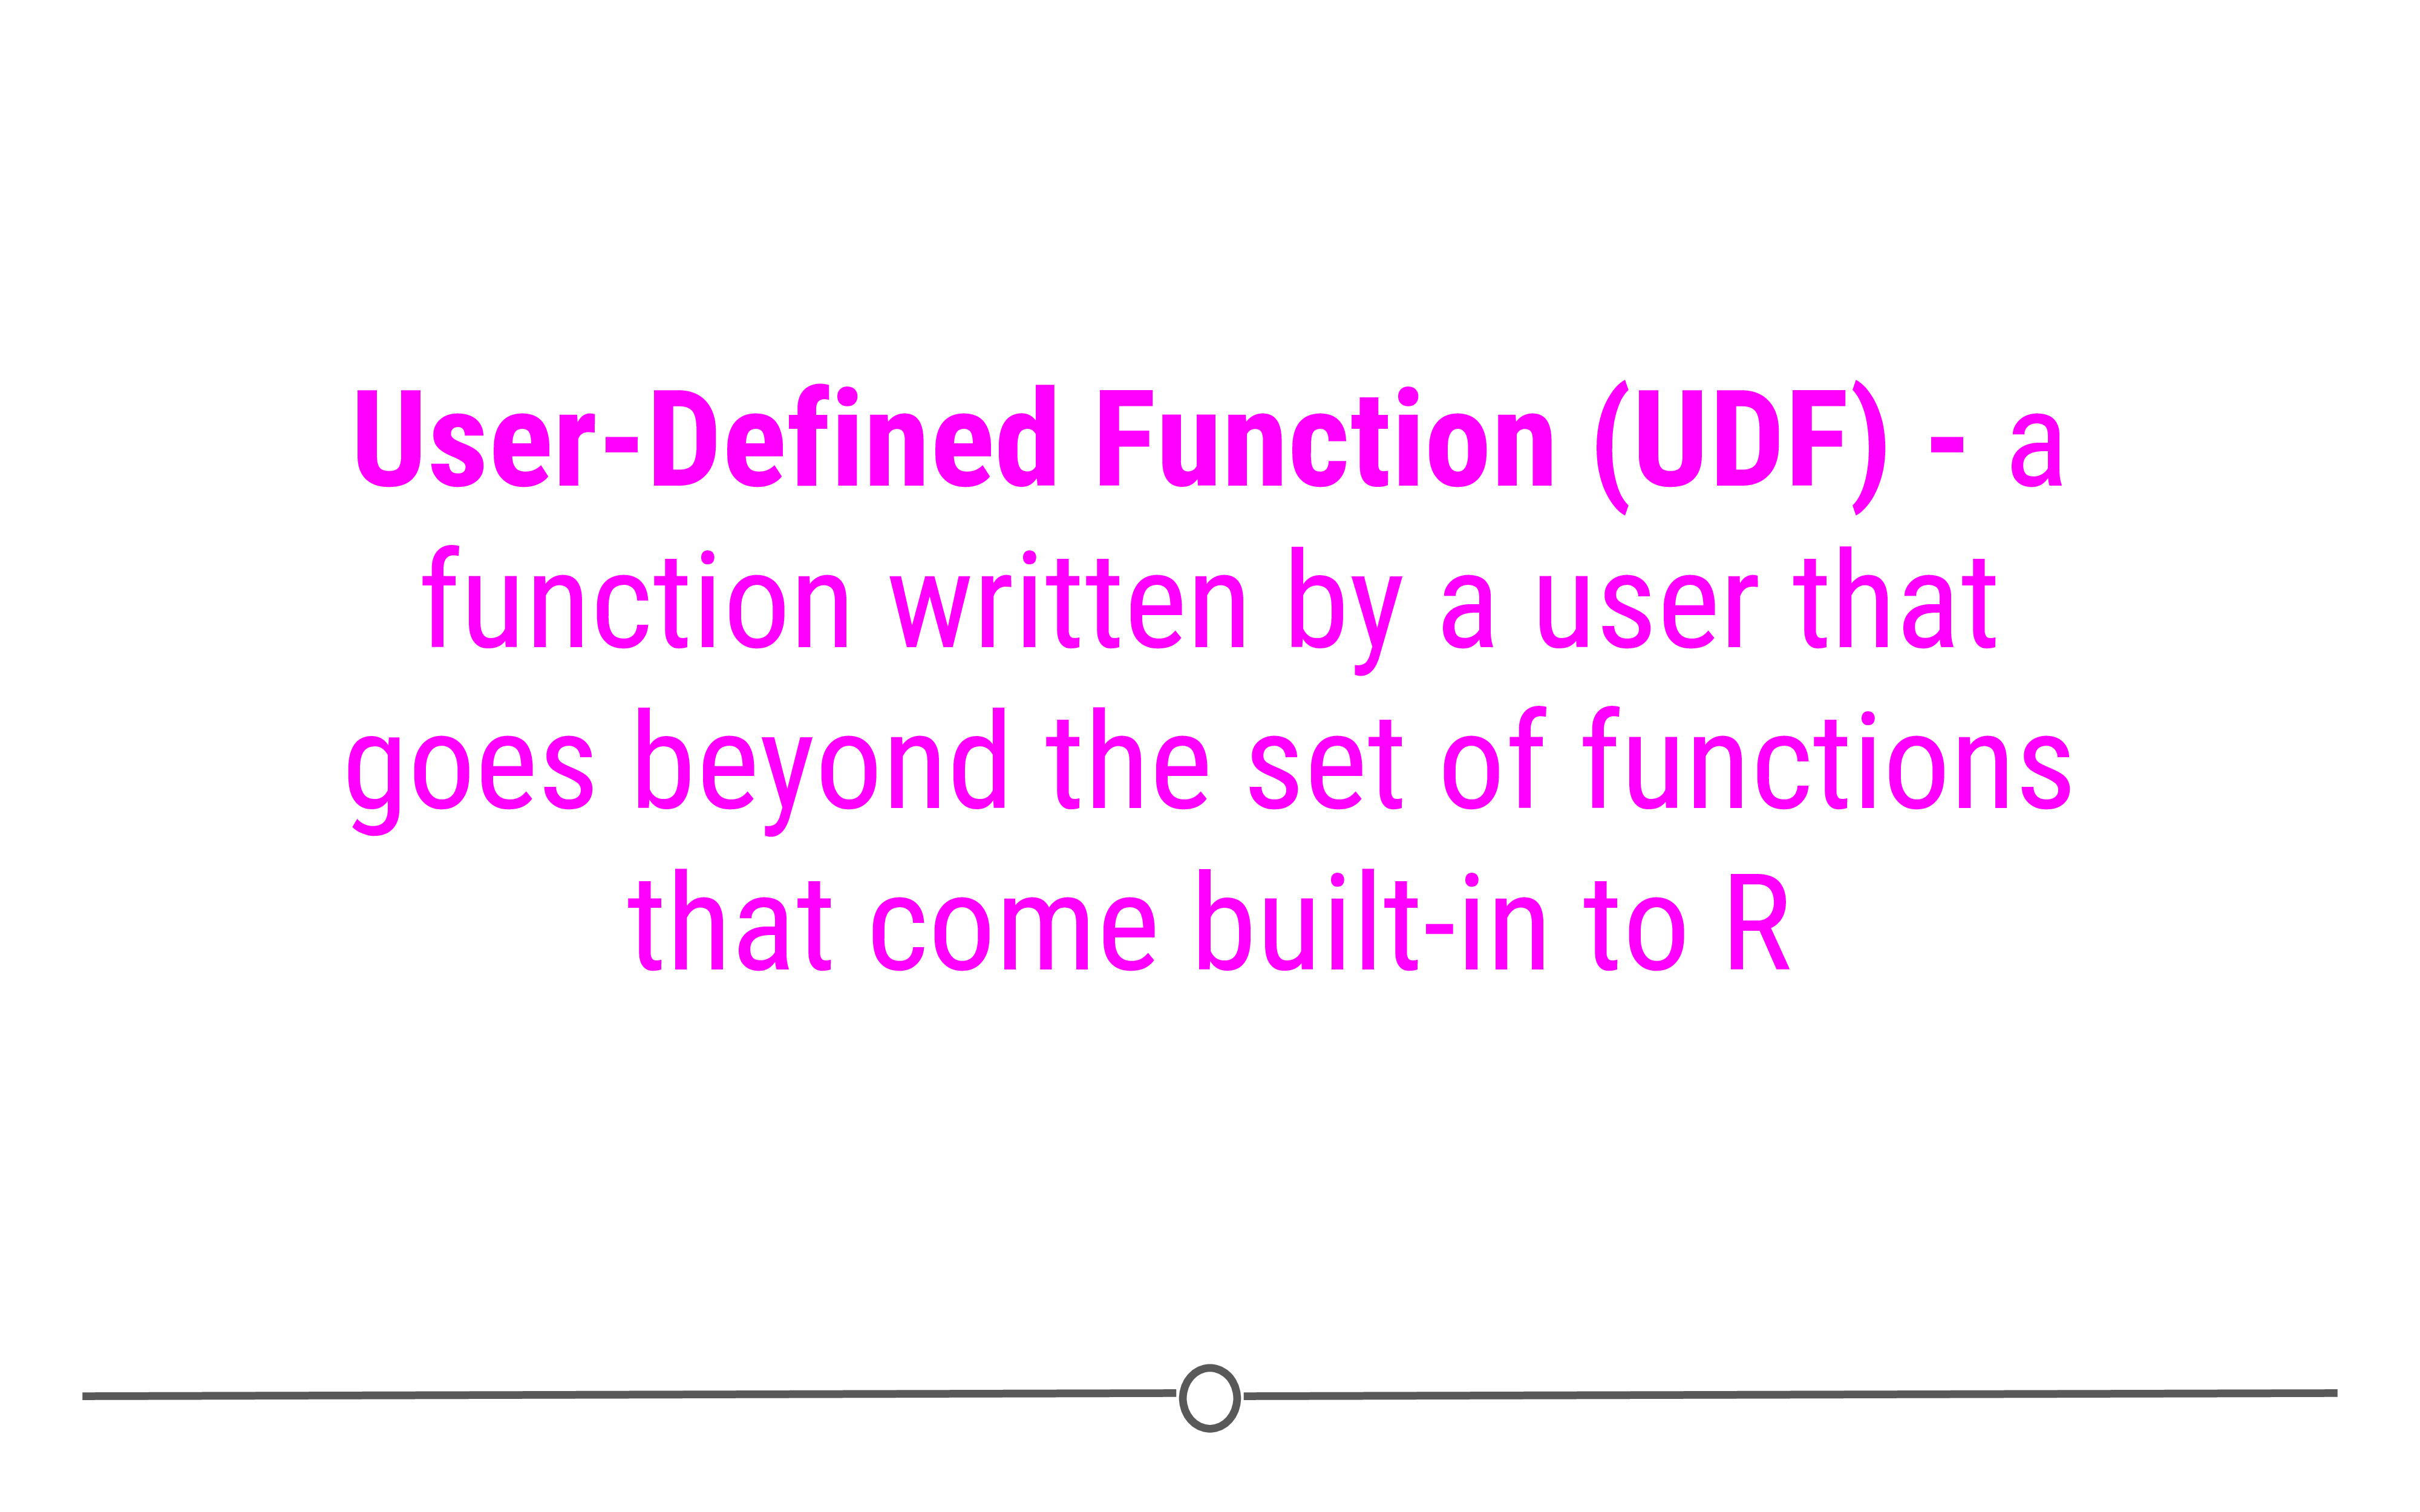 User-Defined Function (UDF) - a
function written by a user that
goes beyond the set of functions
that come built-in to R